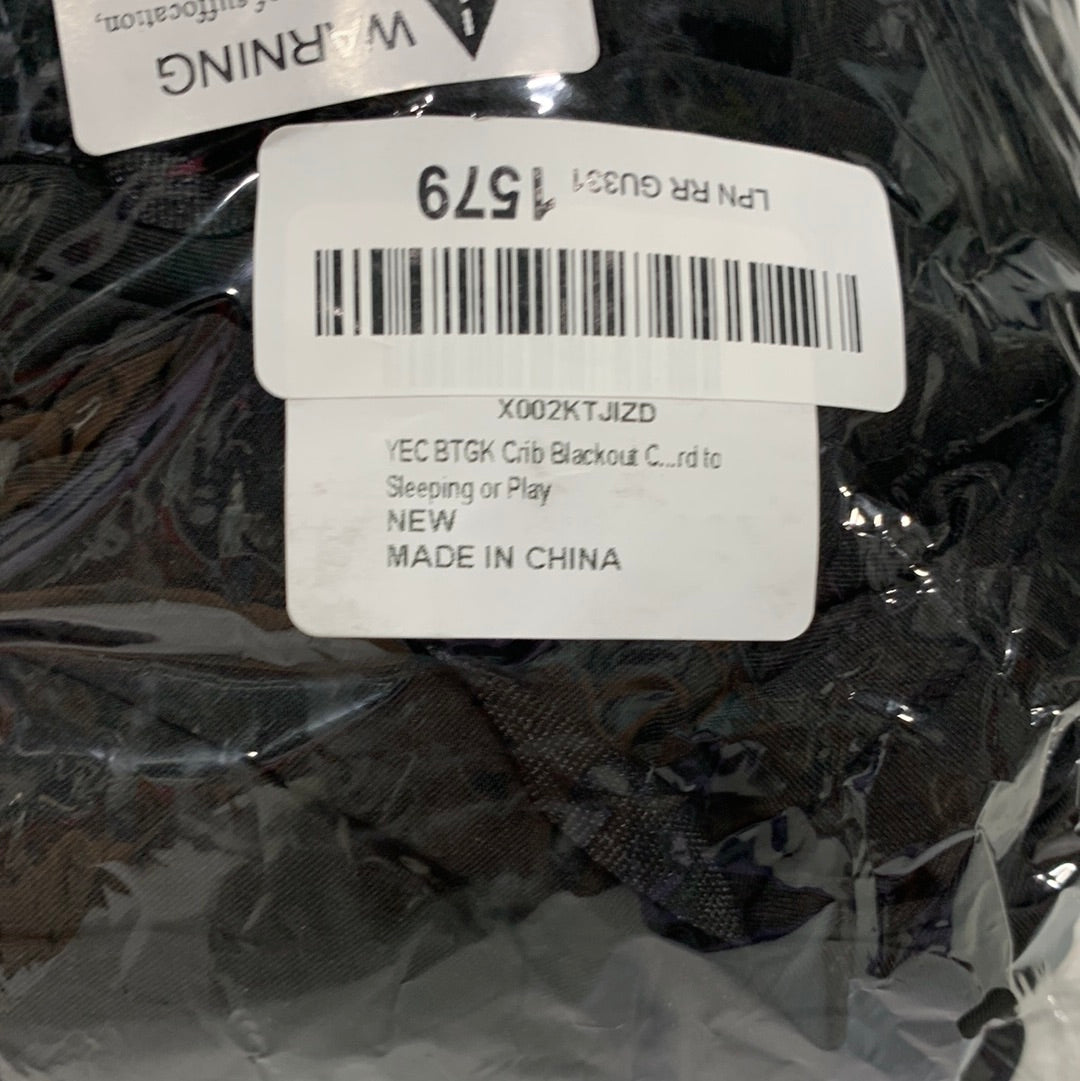 WARNING
of suffocation,
LPN RR GU331 1579
X002KTJIZD
YEC BTGK Crib Blackout C...rd to
Sleeping or Play
NEW
MADE IN CHINA